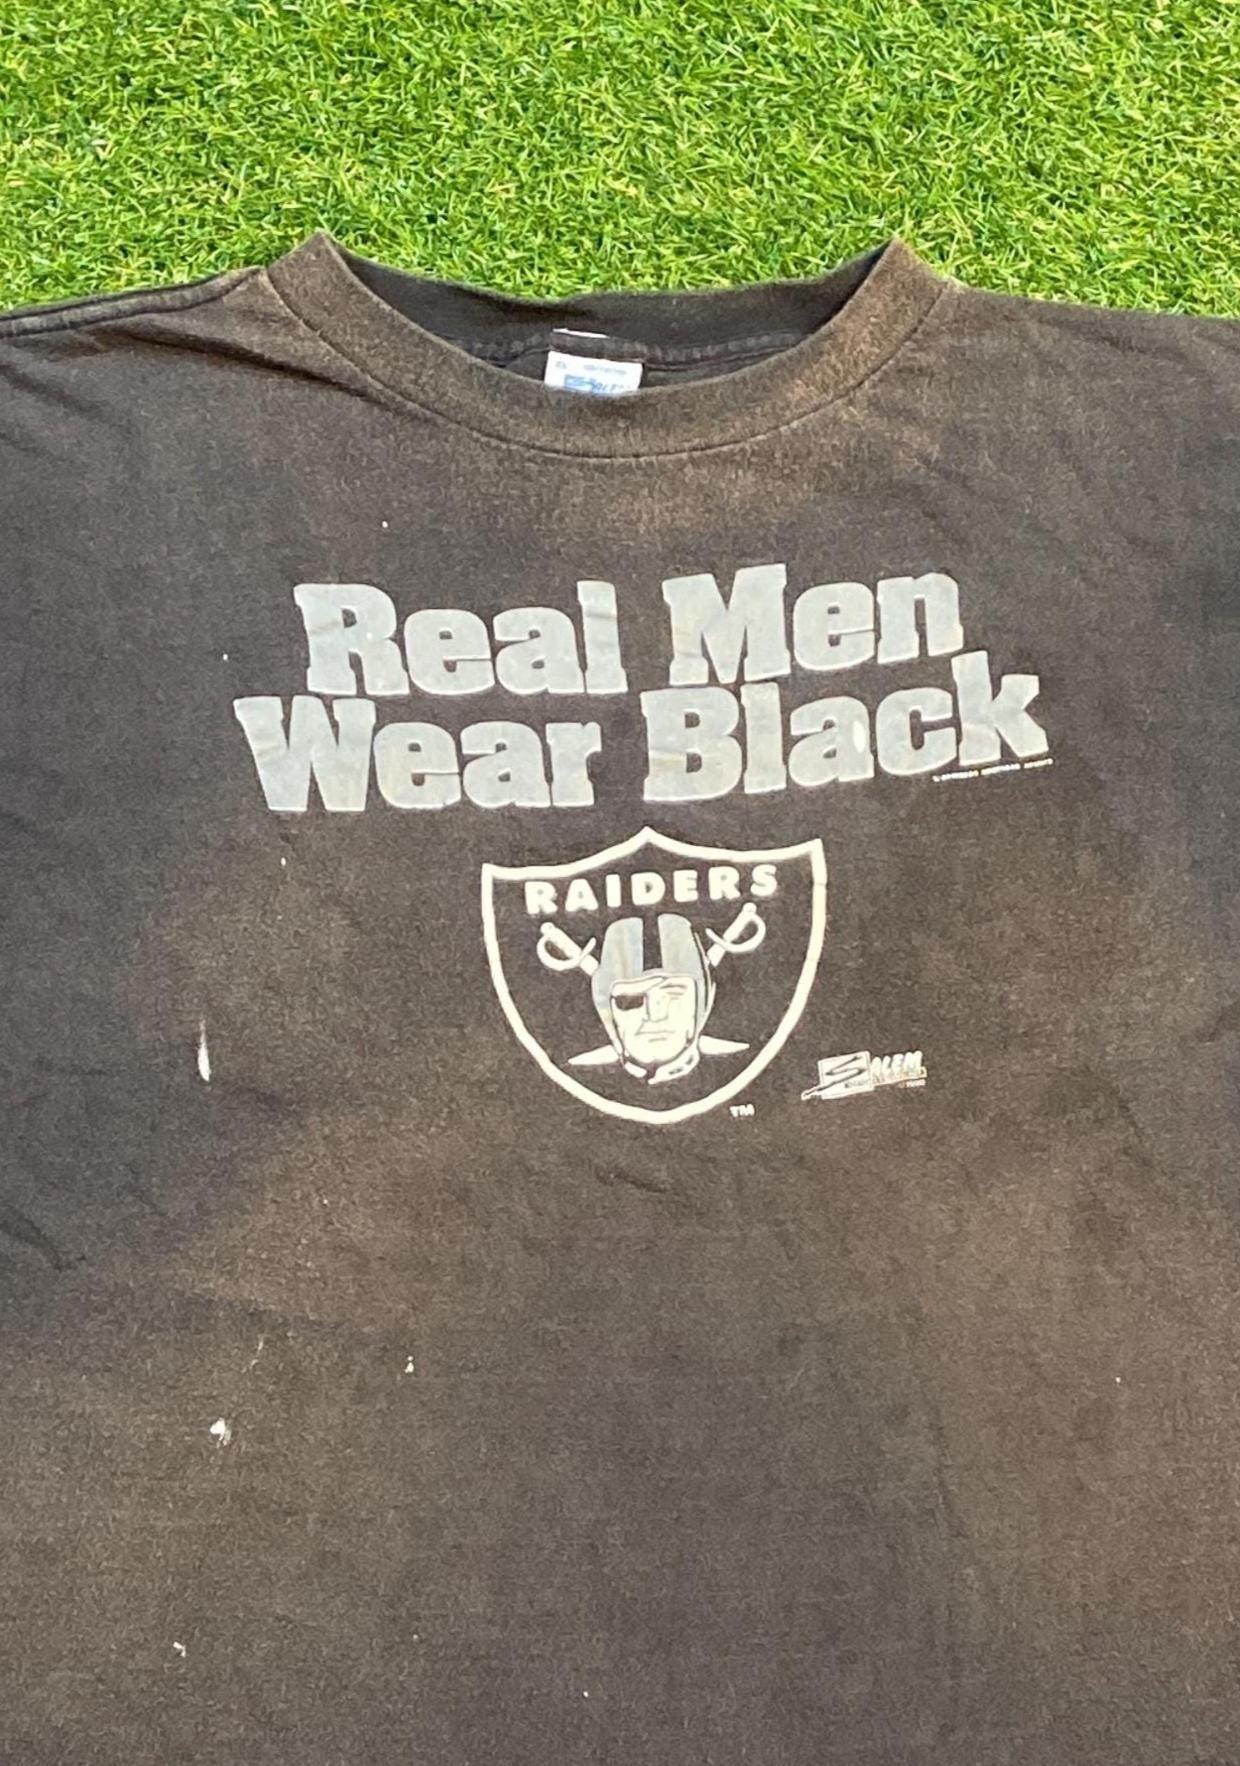 Real Men
Wear Black
RAIDERS
TM
SALEM